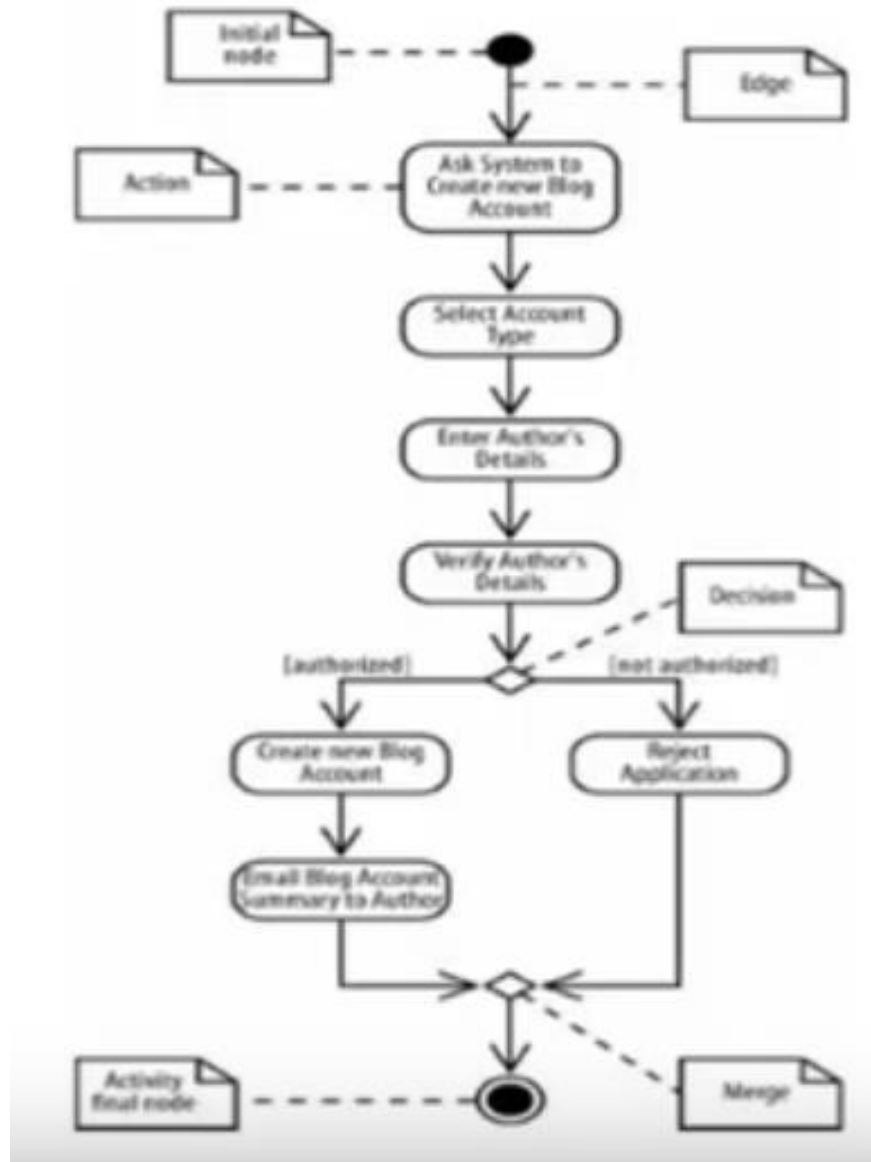 Initial
node
Edge
Action
Ask System to
Create new Blog
Account
Select Account
Type
Enter Author's
Details
Verify Author's
Details
Decision
[authorized]
[not authorized]
Create new Blog
Account
Reject
Application
Email Blog Account
Summary to Author
Activity
final node
Merge